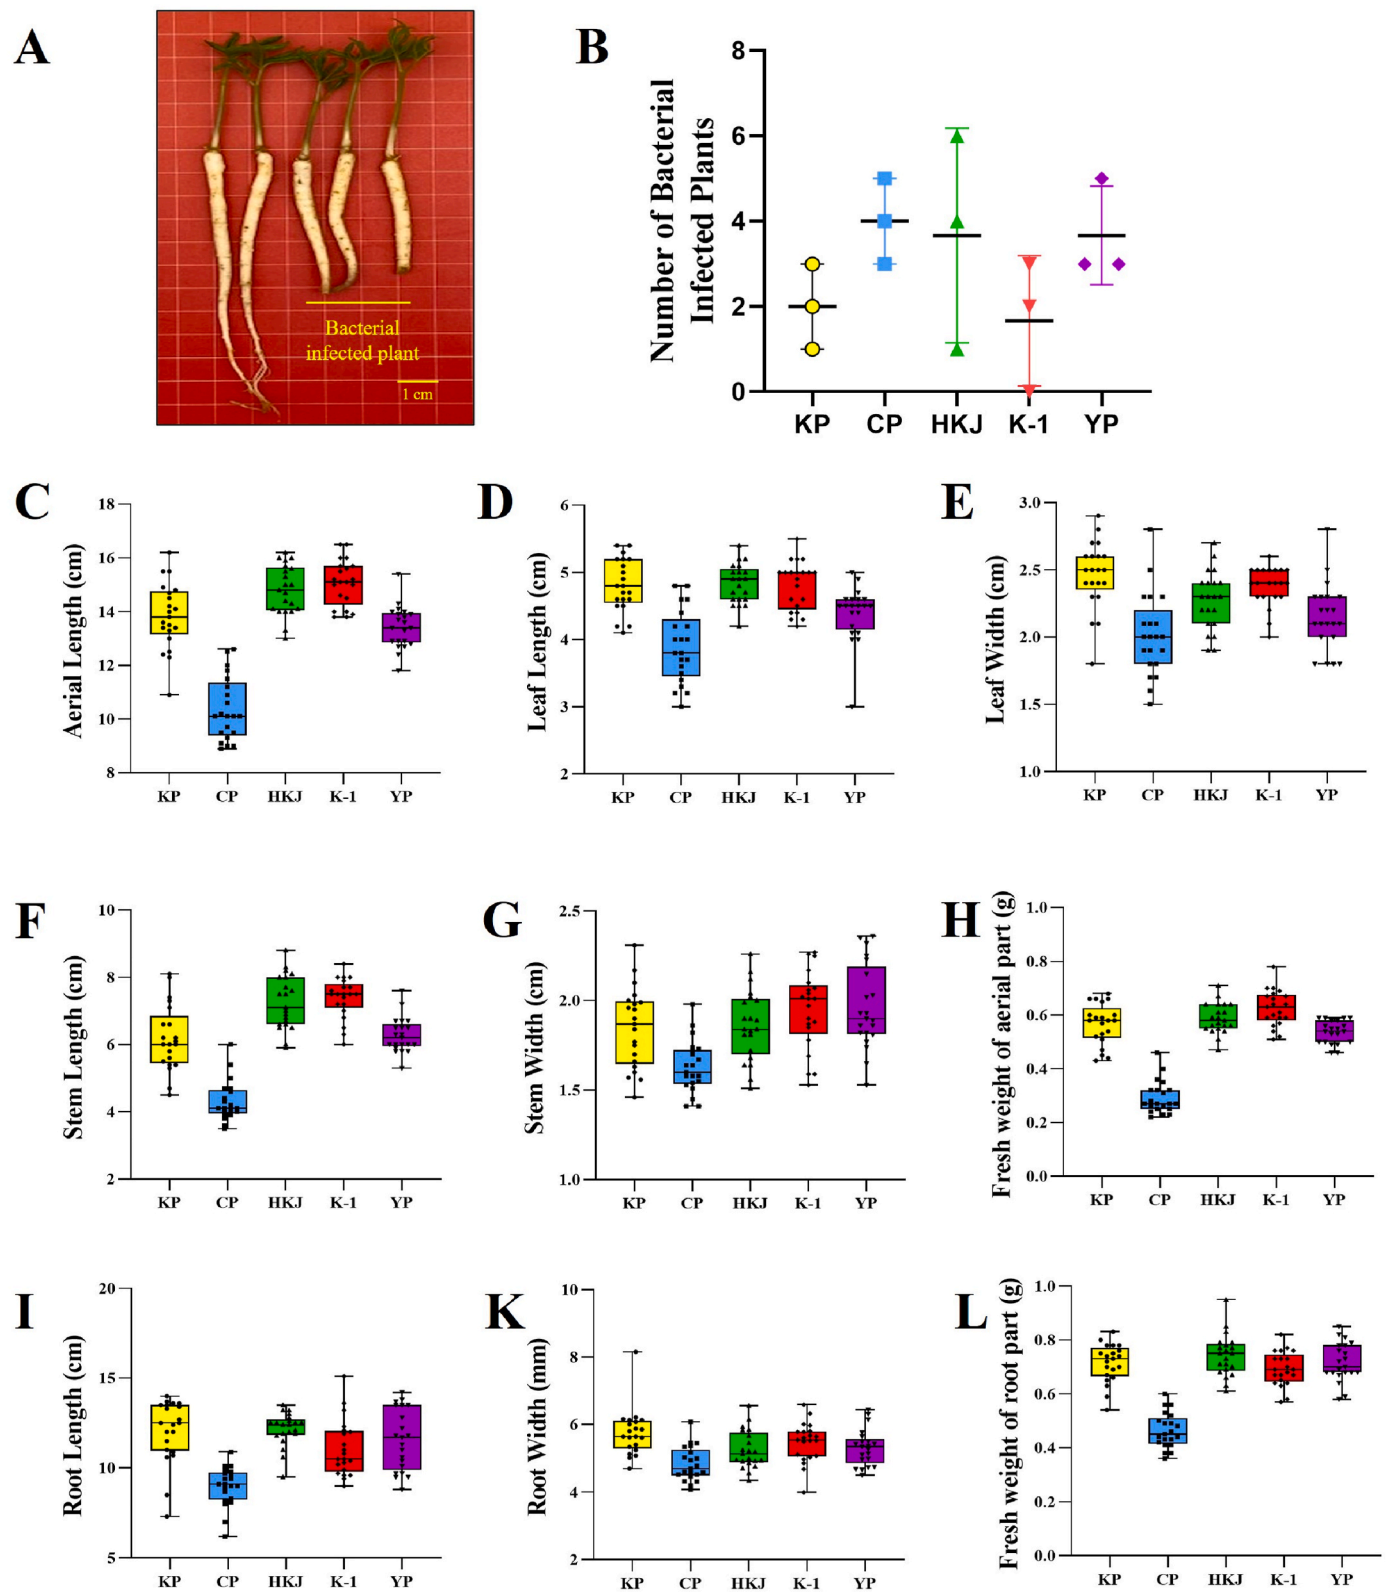 A
Bacterial
infected plant
1 cm
B
Number of Bacterial
Infected Plants
8
6
4
2
0
KP CP HKJ K-1 YP
C
Aerial Length (cm)
18
16
14
12
10
8
KP CP HKJ K-1 YP
D
Leaf Length (cm)
6
5
4
3
2
KP CP HKJ K-1 YP
E
Leaf Width (cm)
3.0
2.5
2.0
1.5
1.0
KP CP HKJ K-1 YP
F
Stem Length (cm)
10
8
6
4
2
KP CP HKJ K-1 YP
G
Stem Width (cm)
2.5
2.0
1.5
1.0
KP CP HKJ K-1 YP
H
Fresh weight of aerial part (g)
1.0
0.8
0.6
0.4
0.2
0.0
KP CP HKJ K-1 YP
I
Root Length (cm)
20
15
10
5
KP CP HKJ K-1 YP
K
Root Width (mm)
10
8
6
4
2
KP CP HKJ K-1 YP
L
Fresh weight of root part (g)
1.0
0.8
0.6
0.4
0.2
0.0
KP CP HKJ K-1 YP